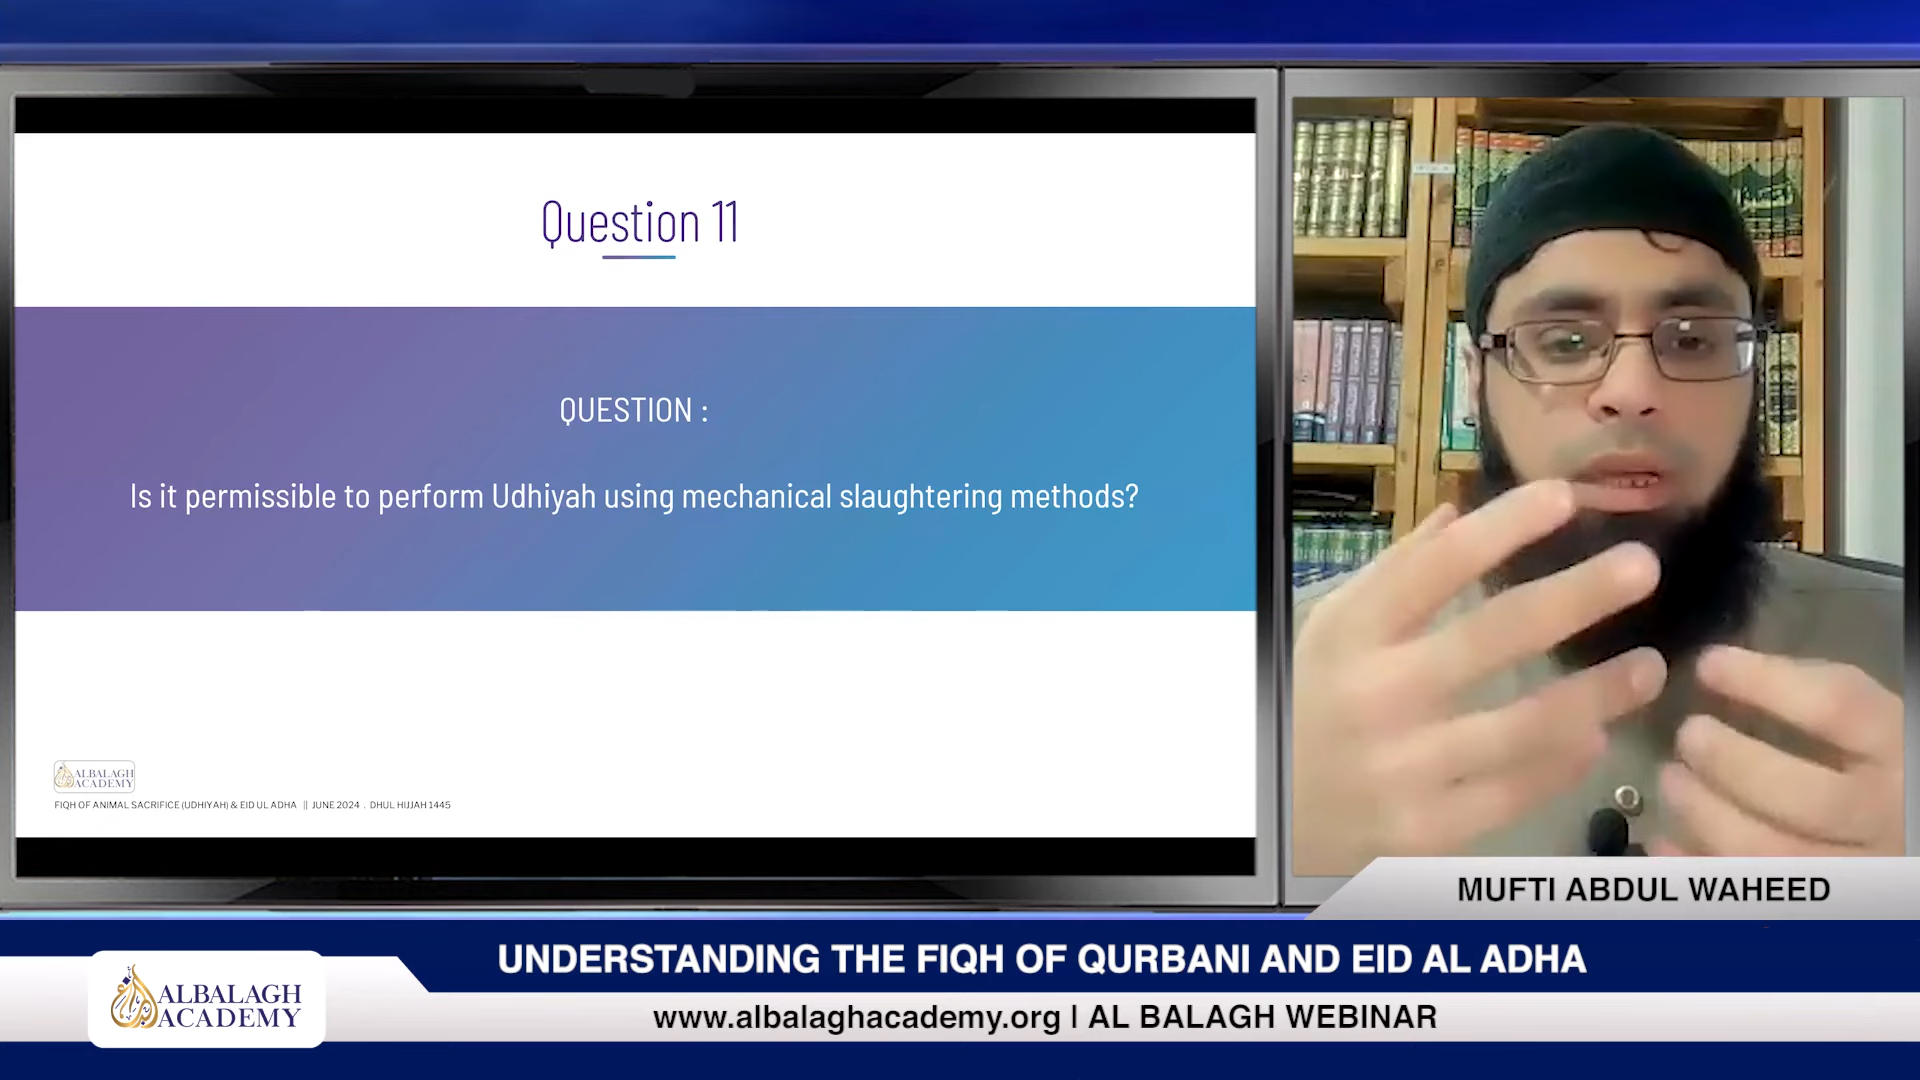 Question 11
QUESTION :
Is it permissible to perform Udhiyah using mechanical slaughtering methods?
ALBALAGH
ACADEMY
FIQH OF ANIMAL SACRIFICE (UDHIYAH) & EID UL ADHA || JUNE 2024 . DHUL HIJJAH 1445
MUFTI ABDUL WAHEED
UNDERSTANDING THE FIQH OF QURBANI AND EID AL ADHA
www.albalaghacademy.org | AL BALAGH WEBINAR
ALBALAGH
ACADEMY